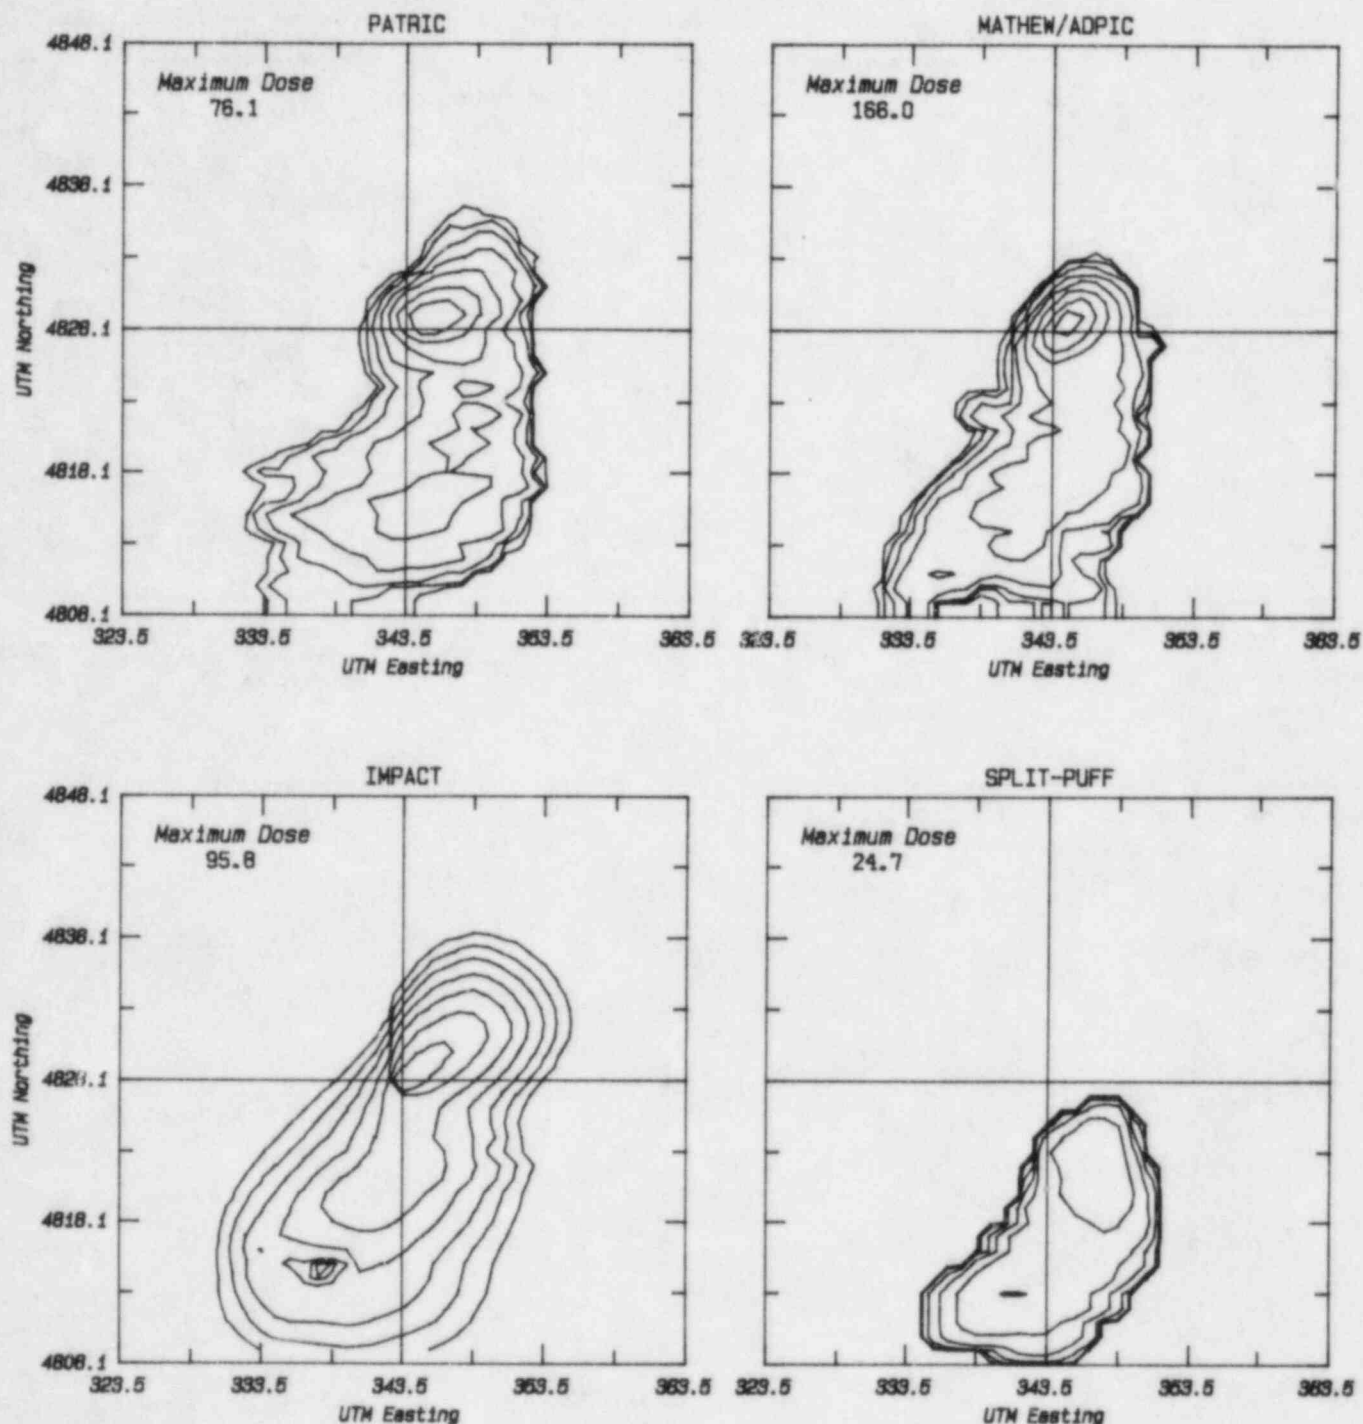 PATRIC
4848.1
Maximum Dose
76.1
4838.1
UTM Northing
4828.1
4818.1
4808.1
323.5 333.5 343.5 353.5 363.5
UTM Easting
MATHEW/ADPIC
Maximum Dose
166.0
323.5 333.5 343.5 353.5 363.5
UTM Easting
IMPACT
4848.1
Maximum Dose
95.8
4838.1
UTM Northing
4828.1
4818.1
4808.1
323.5 333.5 343.5 353.5 363.5
UTM Easting
SPLIT-PUFF
Maximum Dose
24.7
323.5 333.5 343.5 353.5 363.5
UTM Easting